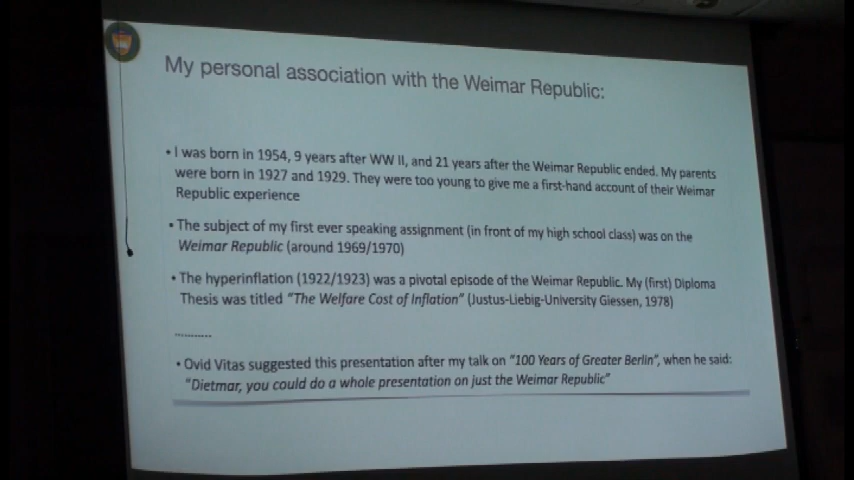 My personal association with the Weimar Republic:
• I was born in 1954, 9 years after WW II, and 21 years after the Weimar Republic ended. My parents
were born in 1927 and 1929. They were too young to give me a first-hand account of their Weimar
Republic experience
• The subject of my first ever speaking assignment (in front of my high school class) was on the
Weimar Republic (around 1969/1970)
• The hyperinflation (1922/1923) was a pivotal episode of the Weimar Republic. My (first) Diploma
Thesis was titled "The Welfare Cost of Inflation" (Justus-Liebig-University Giessen, 1978)
...........
• Ovid Vitas suggested this presentation after my talk on "100 Years of Greater Berlin", when he said:
"Dietmar, you could do a whole presentation on just the Weimar Republic"